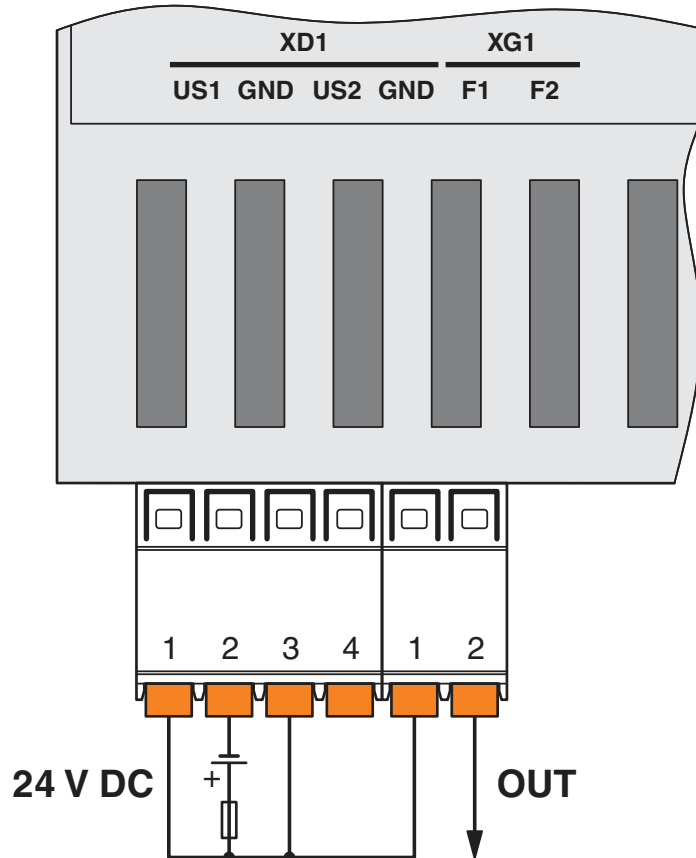 XD1 XG1
US1 GND US2 GND F1 F2
1 2 3 4 1 2
24 V DC + OUT